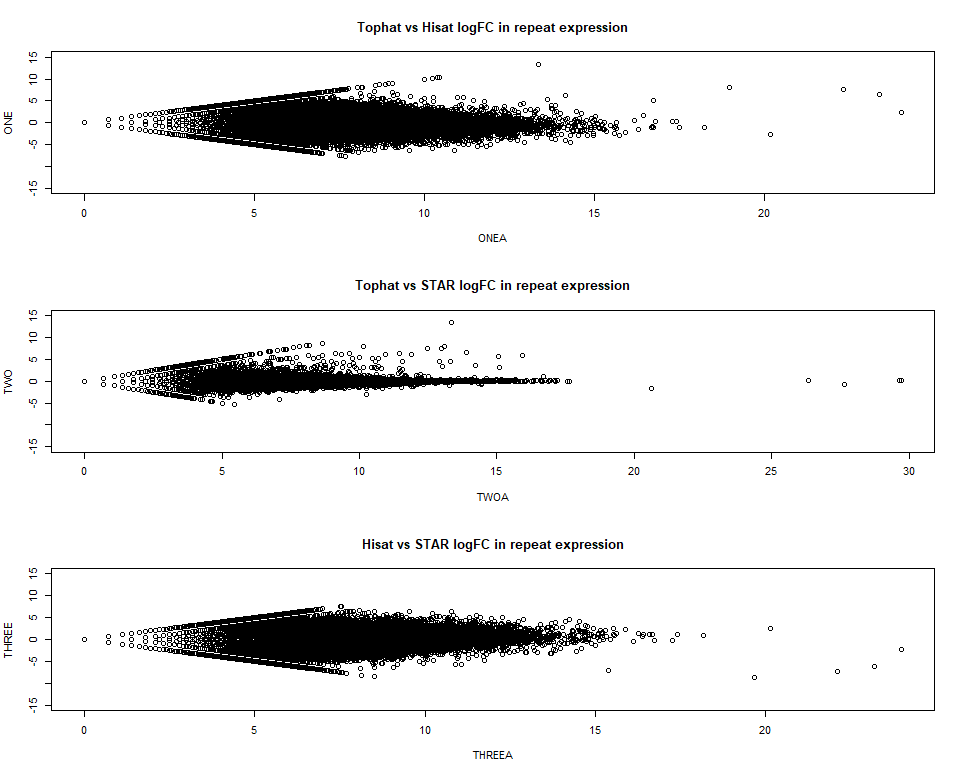 Tophat vs Hisat logFC in repeat expression
ONE
15
10
5
0
-5
-15
0 5 10 15 20
ONEA
Tophat vs STAR logFC in repeat expression
TWO
15
10
5
0
-5
-15
0 5 10 15 20 25 30
TWOA
Hisat vs STAR logFC in repeat expression
THREE
15
10
5
0
-5
-15
0 5 10 15 20
THREEA